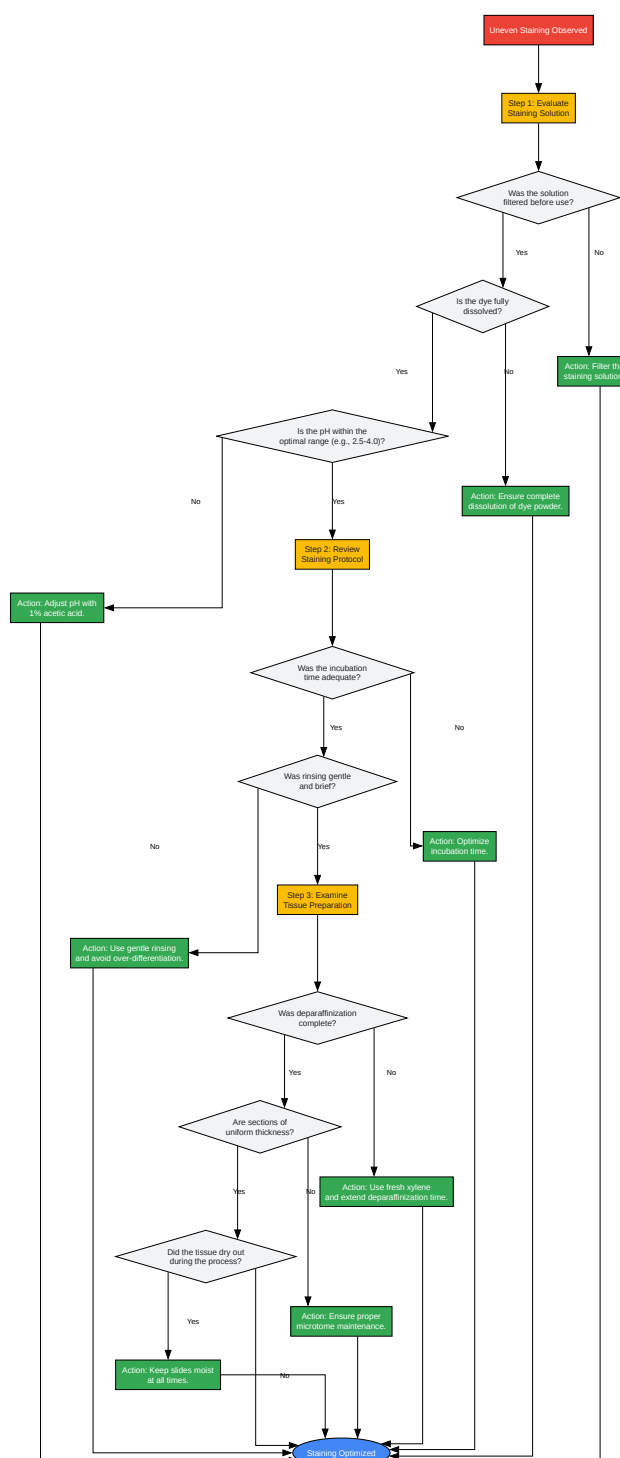 Uneven Staining Observed
Step 1: Evaluate
Staining Solution
Was the solution
filtered before use?
Yes
No
Is the dye fully
dissolved?
Action: Filter the
staining solution.
Yes
No
Is the pH within the
optimal range (e.g., 2.5-4.0)?
No
Yes
Action: Ensure complete
dissolution of dye powder.
Step 2: Review
Staining Protocol
Action: Adjust pH with
1% acetic acid.
Was the incubation
time adequate?
Yes
No
Was rinsing gentle
and brief?
No
Yes
Action: Optimize
incubation time.
Step 3: Examine
Tissue Preparation
Action: Use gentle rinsing
and avoid over-differentiation.
Was deparaffinization
complete?
Yes
No
Are sections of
uniform thickness?
Yes
No
Action: Use fresh xylene
and extend deparaffinization time.
Did the tissue dry out
during the process?
Yes
Action: Ensure proper
microtome maintenance.
Action: Keep slides moist
at all times.
No
Staining Optimized